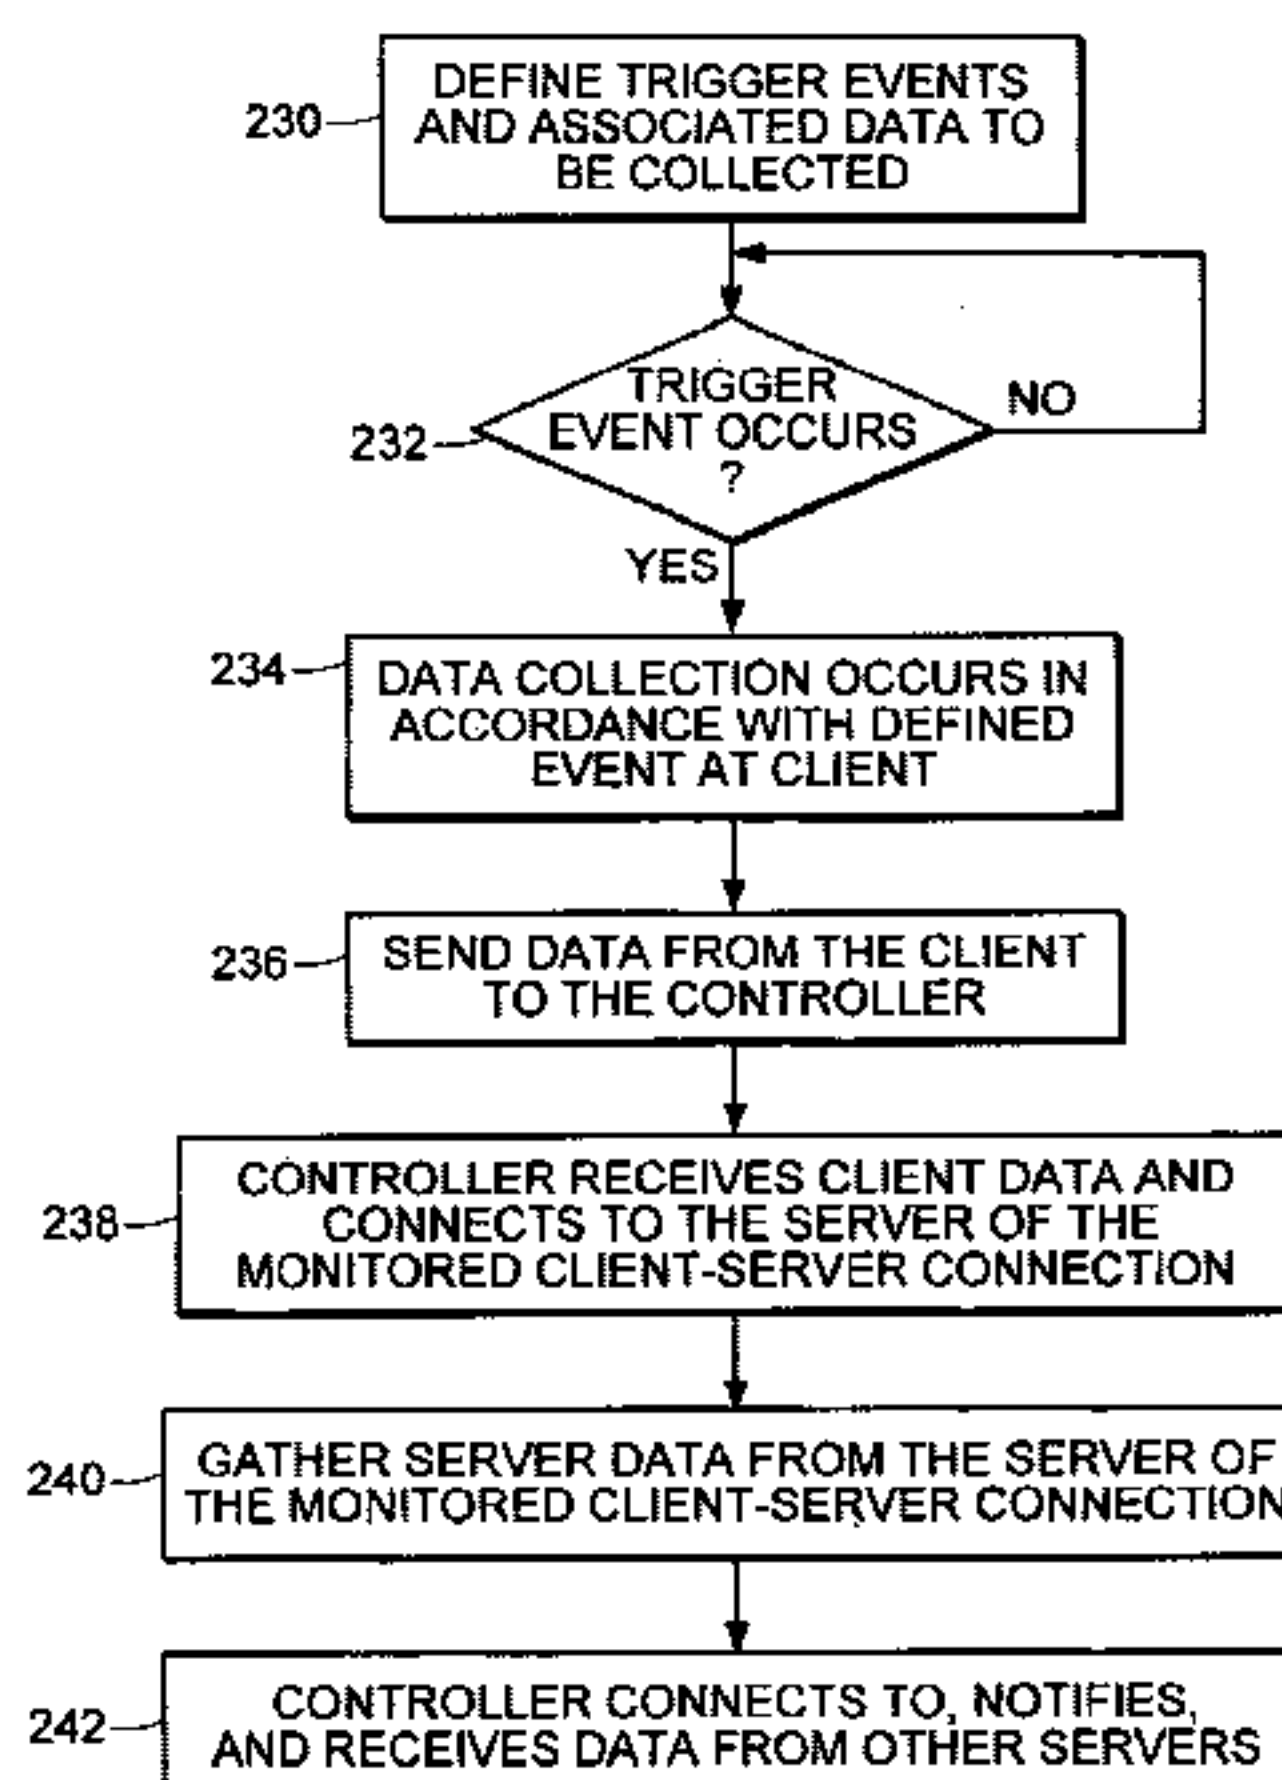 230
DEFINE TRIGGER EVENTS
AND ASSOCIATED DATA TO
BE COLLECTED
232
TRIGGER
EVENT OCCURS
?
NO
YES
234
DATA COLLECTION OCCURS IN
ACCORDANCE WITH DEFINED
EVENT AT CLIENT
236
SEND DATA FROM THE CLIENT
TO THE CONTROLLER
238
CONTROLLER RECEIVES CLIENT DATA AND
CONNECTS TO THE SERVER OF THE
MONITORED CLIENT-SERVER CONNECTION
240
GATHER SERVER DATA FROM THE SERVER OF
THE MONITORED CLIENT-SERVER CONNECTION
242
CONTROLLER CONNECTS TO, NOTIFIES,
AND RECEIVES DATA FROM OTHER SERVERS